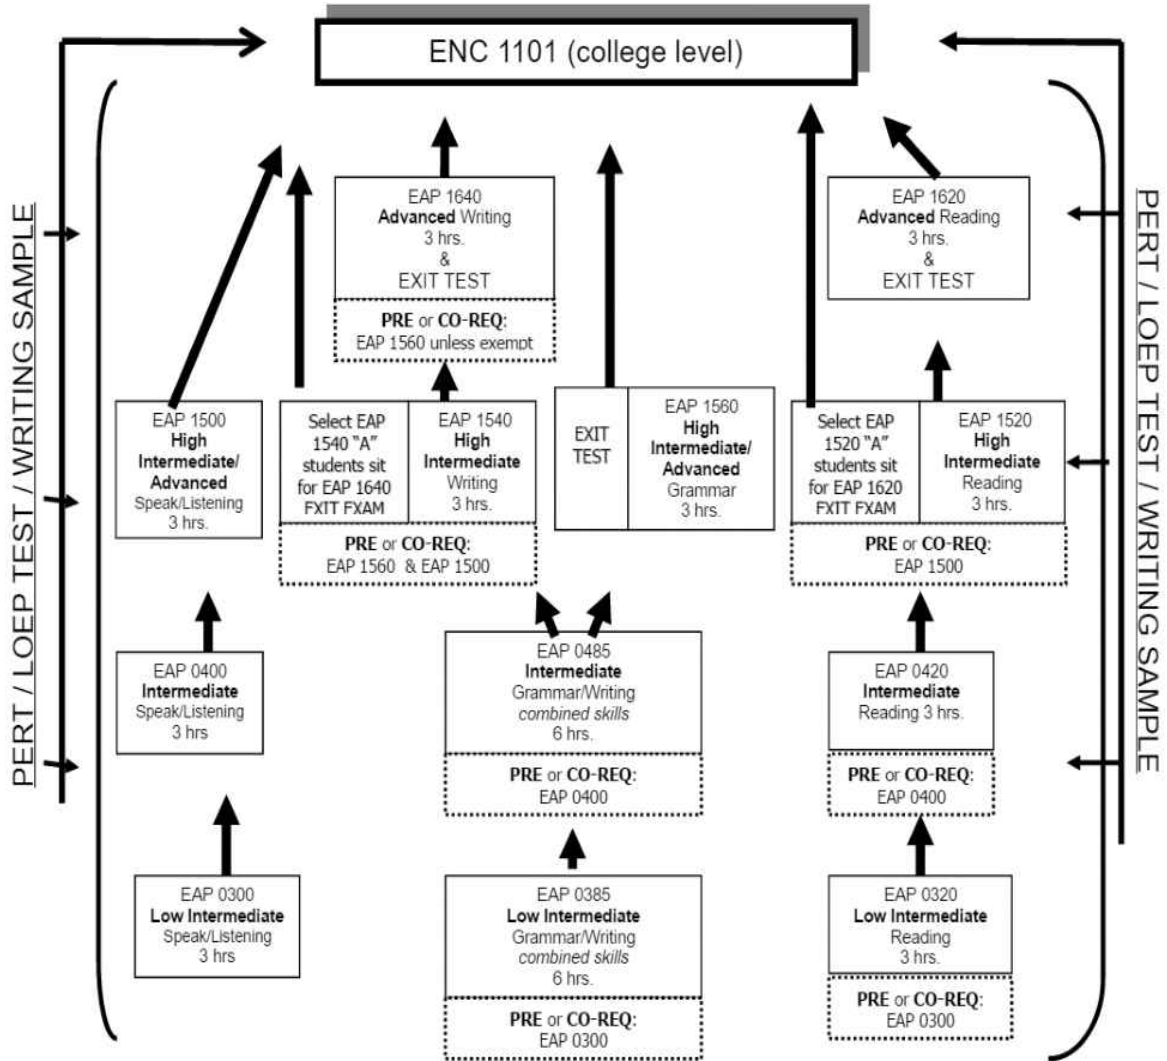 ENC 1101 (college level)
PERT / LOEP TEST / WRITING SAMPLE
EAP 1640
Advanced Writing
3 hrs.
&
EXIT TEST
PRE or CO-REQ:
EAP 1560 unless exempt
EAP 1620
Advanced Reading
3 hrs.
&
EXIT TEST
PERT / LOEP TEST / WRITING SAMPLE
EAP 1500
High
Intermediate/
Advanced
Speak/Listening
3 hrs.
Select EAP
1540 "A"
students sit
for EAP 1640
FXIT FXAM
EAP 1540
High
Intermediate
Writing
3 hrs.
PRE or CO-REQ:
EAP 1560 & EAP 1500
EXIT
TEST
EAP 1560
High
Intermediate/
Advanced
Grammar
3 hrs.
Select EAP
1520 "A"
students sit
for EAP 1620
FXIT FXAM
EAP 1520
High
Intermediate
Reading
3 hrs.
PRE or CO-REQ:
EAP 1500
EAP 0400
Intermediate
Speak/Listening
3 hrs
EAP 0485
Intermediate
Grammar/Writing
combined skills
6 hrs.
PRE or CO-REQ:
EAP 0400
EAP 0420
Intermediate
Reading 3 hrs.
PRE or CO-REQ:
EAP 0400
EAP 0300
Low Intermediate
Speak/Listening
3 hrs
EAP 0385
Low Intermediate
Grammar/Writing
combined skills
6 hrs.
PRE or CO-REQ:
EAP 0300
EAP 0320
Low Intermediate
Reading
3 hrs.
PRE or CO-REQ:
EAP 0300